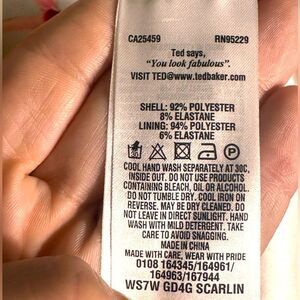 CA25459 RN95229
Ted says,
"You look fabulous".
VISIT TED@www.tedbaker.com
SHELL: 92% POLYESTER
8% ELASTANE
LINING: 94% POLYESTER
6% ELASTANE
COOL HAND WASH SEPARATELY AT 30C,
INSIDE OUT. DO NOT USE PRODUCTS
CONTAINING BLEACH, OIL OR ALCOHOL.
DO NOT TUMBLE DRY. COOL IRON ON
REVERSE. MAY BE DRY CLEANED. DO
NOT LEAVE IN DIRECT SUNLIGHT. HAND
WASH WITH MILD DETERGENT. TAKE
CARE TO AVOID SNAGGING.
MADE IN CHINA
MADE WITH CARE, WEAR WITH PRIDE
0108 164345/164961/
164963/167944
WS7W GD4G SCARLIN